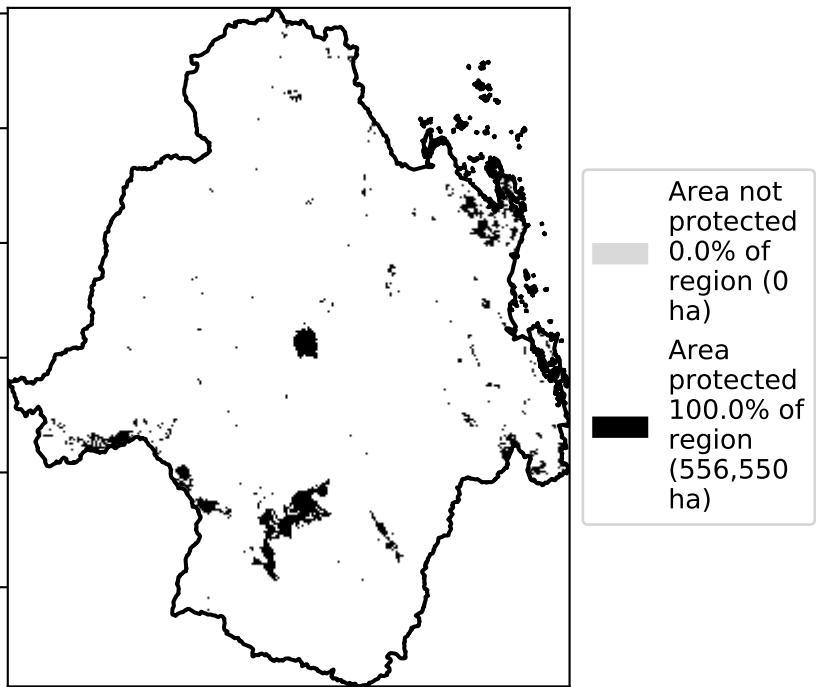 Area not
protected
0.0% of
region (0
ha)
Area
protected
100.0% of
region
(556,550
ha)